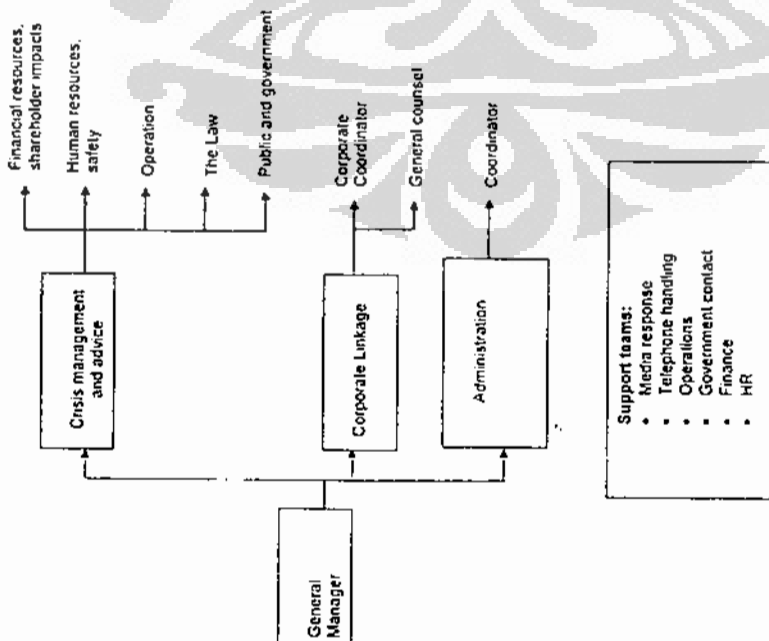 General
Manager
Crisis management
and advice
Corporate Linkage
Administration
Financial resources,
shareholder impacts
Human resources,
safety
Operation
The Law
Public and government
Corporate
Coordinator
General counsel
Coordinator
Support teams:
• Media response
• Telephone handling
• Operations
• Government contact
• Finance
• HR